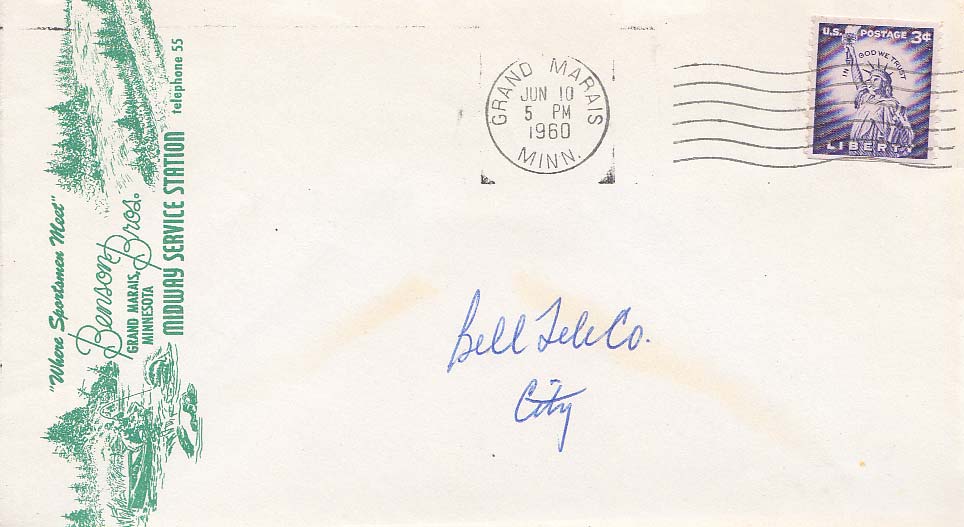 "Where Sportsmen Meet"
Benson Bros.
GRAND MARAIS,
MINNESOTA
MIDWAY SERVICE STATION
telephone 55
GRAND MARAIS
JUN 10
5 PM
1960
MINN.
U.S. POSTAGE 3¢
IN GOD WE TRUST
LIBERTY
Bell Tele Co.
City